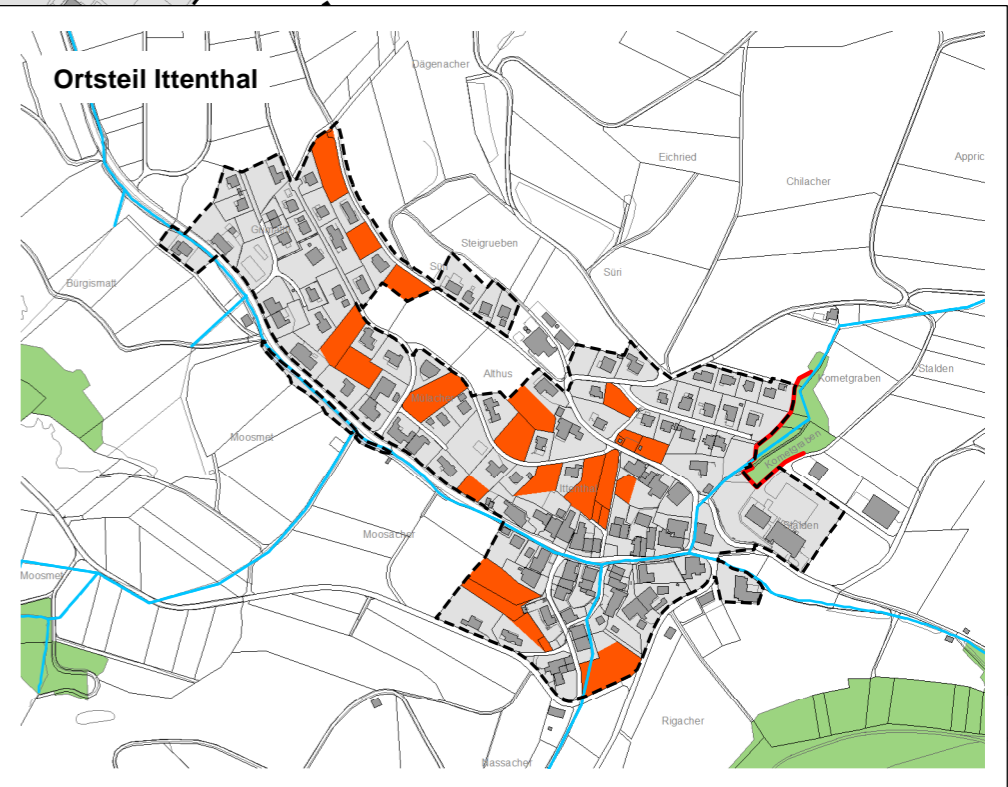 Ortsteil Ittenthal
Dägenacher
Eichried
Appric
Chilacher
Steigrueben
Süri
Bürgismatt
Althus
Kometgraben
Stalden
Moosmet
Kometgraben
Ittenthal
Stalden
Moosacher
Moosmet
Rigacher
Nassacher